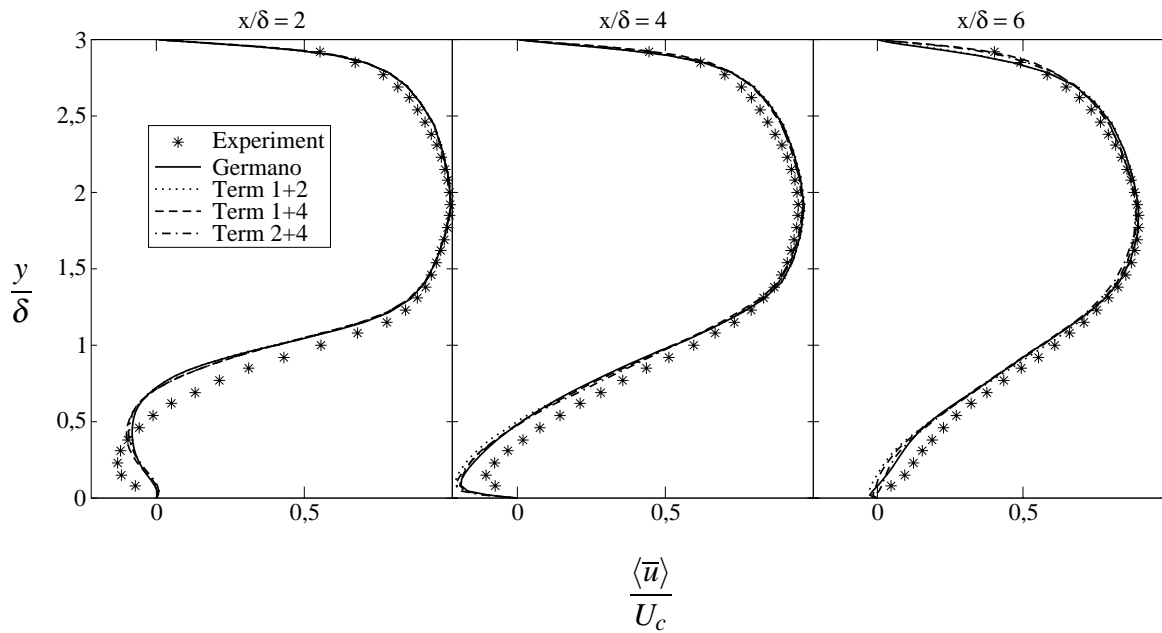 x/δ = 2
x/δ = 4
x/δ = 6
3
2,5
2
1,5
1
0,5
0
Experiment
Germano
Term 1+2
Term 1+4
Term 2+4
y
δ
0
0,5
0
0,5
0
0,5
⟨u̅⟩
U_c